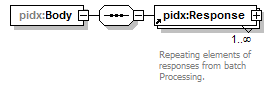 pidx:Body
pidx:Response
1..∞
Repeating elements of
responses from batch
Processing.